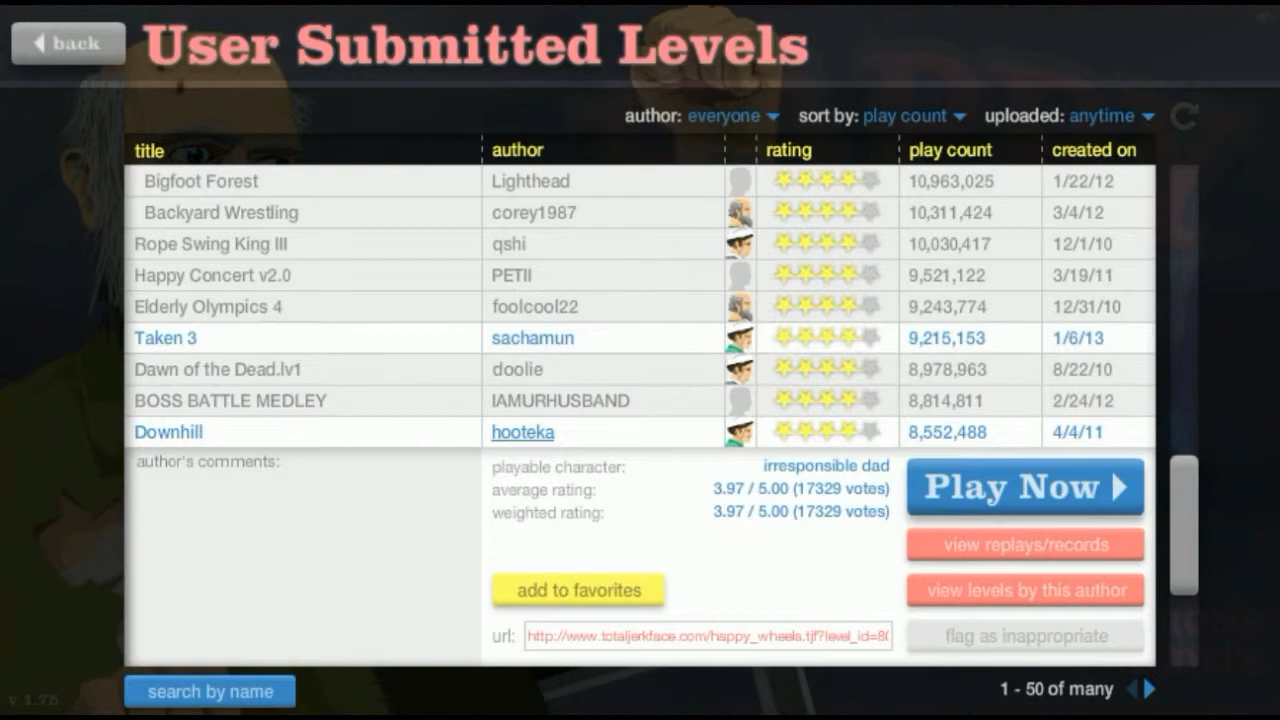 back
User Submitted Levels
author: everyone sort by: play count uploaded: anytime
title author rating play count created on
Bigfoot Forest Lighthead 10,963,025 1/22/12
Backyard Wrestling corey1987 10,311,424 3/4/12
Rope Swing King III qshi 10,030,417 12/1/10
Happy Concert v2.0 PETII 9,521,122 3/19/11
Elderly Olympics 4 foolcool22 9,243,774 12/31/10
Taken 3 sachamun 9,215,153 1/6/13
Dawn of the Dead.lv1 doolie 8,978,963 8/22/10
BOSS BATTLE MEDLEY IAMURHUSBAND 8,814,811 2/24/12
Downhill hooteka 8,552,488 4/4/11
author's comments:
playable character: irresponsible dad
average rating: 3.97 / 5.00 (17329 votes)
weighted rating: 3.97 / 5.00 (17329 votes)
Play Now
view replays/records
add to favorites
view levels by this author
url: http://www.totaljerkface.com/happy_wheels.tjf?level_id=8
flag as inappropriate
search by name
1 - 50 of many
v 1.75